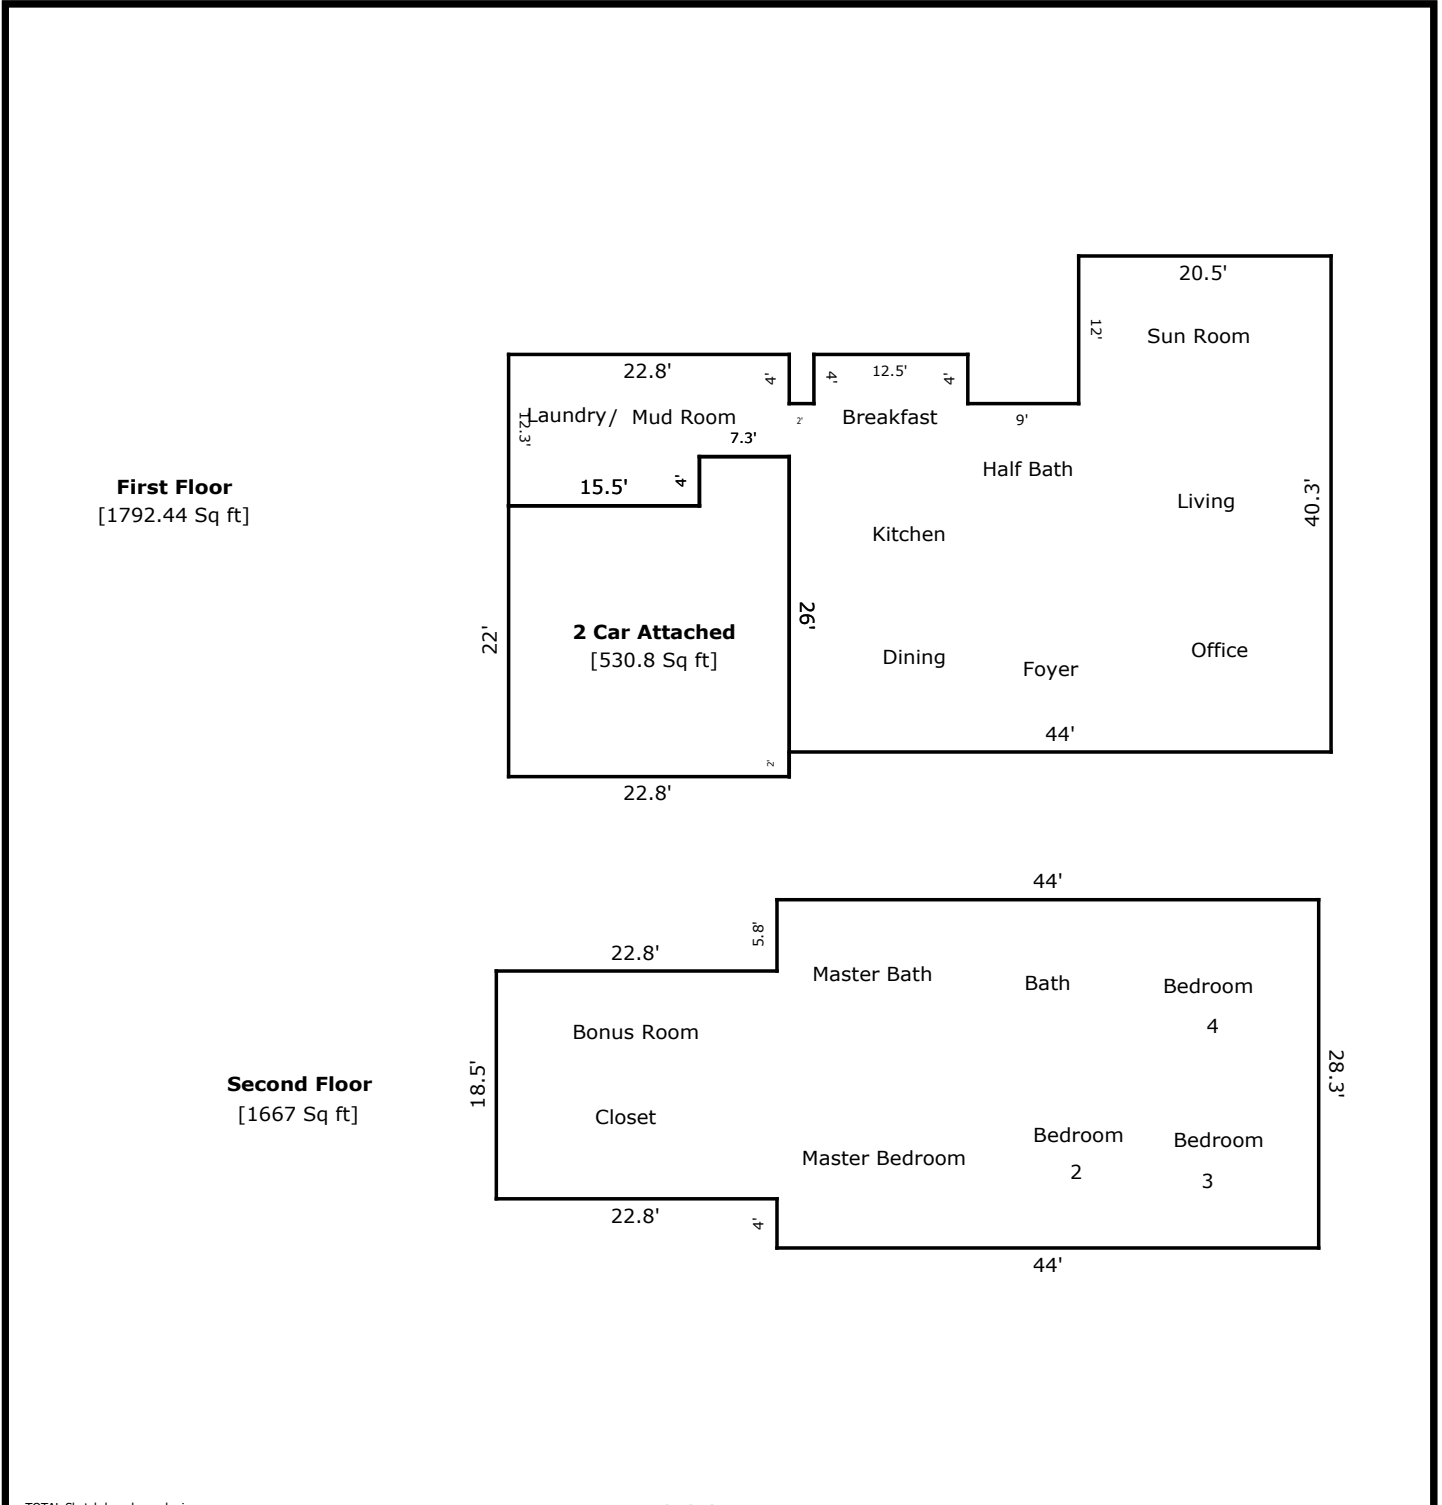 20.5'
12'
Sun Room
22.8'
4'
4'
12.5'
4'
12.3'
Laundry/ Mud Room
2'
Breakfast
9'
7.3'
Half Bath
First Floor
[1792.44 Sq ft]
15.5'
4'
Living
40.3'
Kitchen
26'
22'
2 Car Attached
[530.8 Sq ft]
Dining
Foyer
Office
44'
2'
22.8'
44'
5.8'
22.8'
Master Bath
Bath
Bedroom
4
Bonus Room
18.5'
28.3'
Second Floor
[1667 Sq ft]
Closet
Master Bedroom
Bedroom
2
Bedroom
3
22.8'
4'
44'